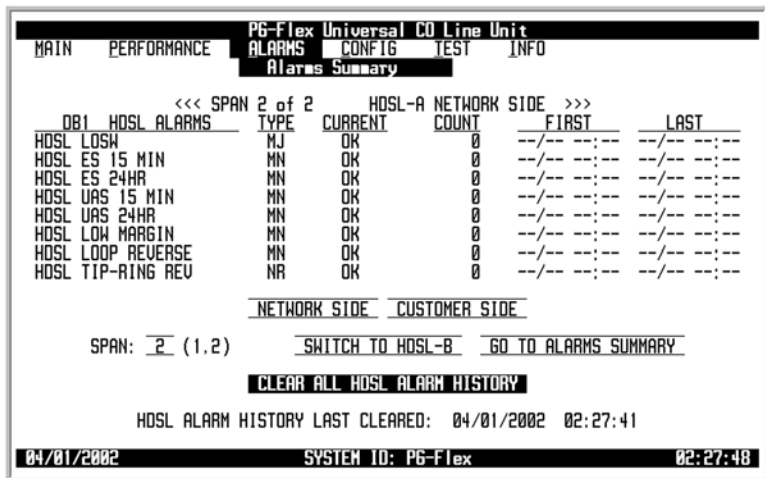 PG-Flex Universal CO Line Unit
MAIN PERFORMANCE ALARMS CONFIG TEST INFO
Alarms Summary
<<< SPAN 2 of 2 HDSL-A NETWORK SIDE >>>
DB1 HDSL ALARMS TYPE CURRENT COUNT FIRST LAST
HDSL LOSW MJ OK 0 --/-- --:-- --/-- --:--
HDSL ES 15 MIN MN OK 0 --/-- --:-- --/-- --:--
HDSL ES 24HR MN OK 0 --/-- --:-- --/-- --:--
HDSL UAS 15 MIN MN OK 0 --/-- --:-- --/-- --:--
HDSL UAS 24HR MN OK 0 --/-- --:-- --/-- --:--
HDSL LOW MARGIN MN OK 0 --/-- --:-- --/-- --:--
HDSL LOOP REVERSE MN OK 0 --/-- --:-- --/-- --:--
HDSL TIP-RING REV NR OK 0 --/-- --:-- --/-- --:--
NETWORK SIDE CUSTOMER SIDE
SPAN: 2 (1,2) SWITCH TO HDSL-B GO TO ALARMS SUMMARY
CLEAR ALL HDSL ALARM HISTORY
HDSL ALARM HISTORY LAST CLEARED: 04/01/2002 02:27:41
04/01/2002 SYSTEM ID: PG-Flex 02:27:48